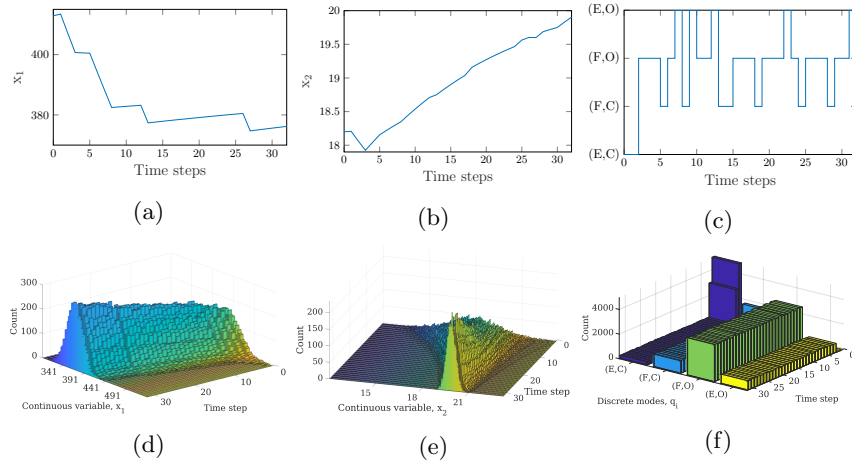 400
380
x1
0 5 10 15 20 25 30
Time steps
(a)
20
19.5
19
18.5
18
x2
0 5 10 15 20 25 30
Time steps
(b)
(E,O)
(F,O)
(F,C)
(E,C)
0 5 10 15 20 25 30
Time steps
(c)
300
200
100
0
Count
341 391 441 491
Continuous variable, x1
30 20 10 0
Time step
(d)
200
150
100
50
0
Count
15 18 21
Continuous variable, x2
30 20 10 0
Time step
(e)
4000
2000
0
Count
(E,C)
(F,C)
(F,O)
(E,O)
Discrete modes, qi
30 25 20 15 10 5 0
Time step
(f)